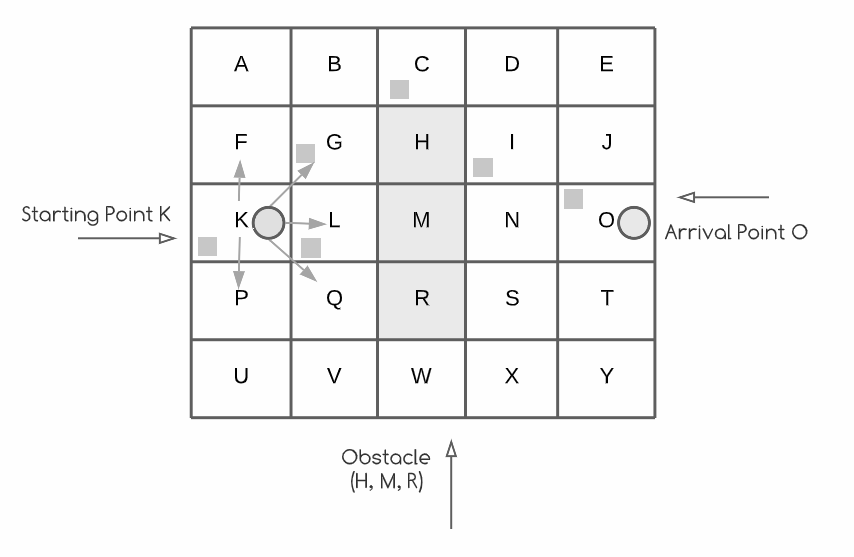 A B C D E
F G H I J
Starting Point K
K L M N O
Arrival Point O
P Q R S T
U V W X Y
Obstacle
(H, M, R)